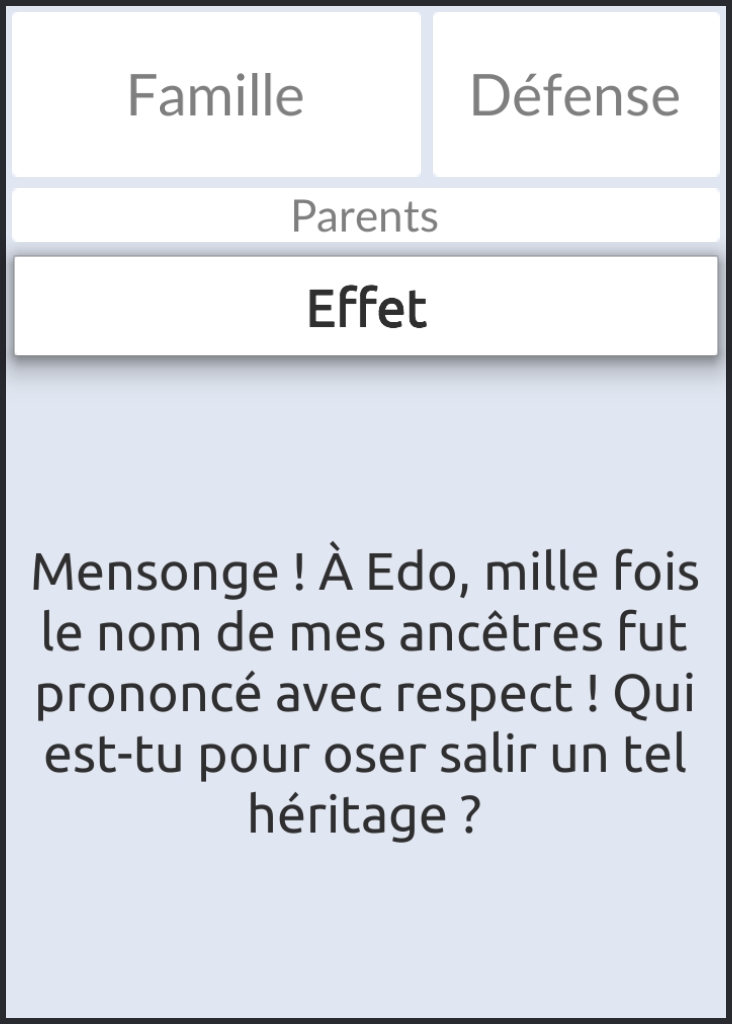 Famille
Défense
Parents
Effet
Mensonge ! À Edo, mille fois
le nom de mes ancêtres fut
prononcé avec respect ! Qui
est-tu pour oser salir un tel
héritage ?